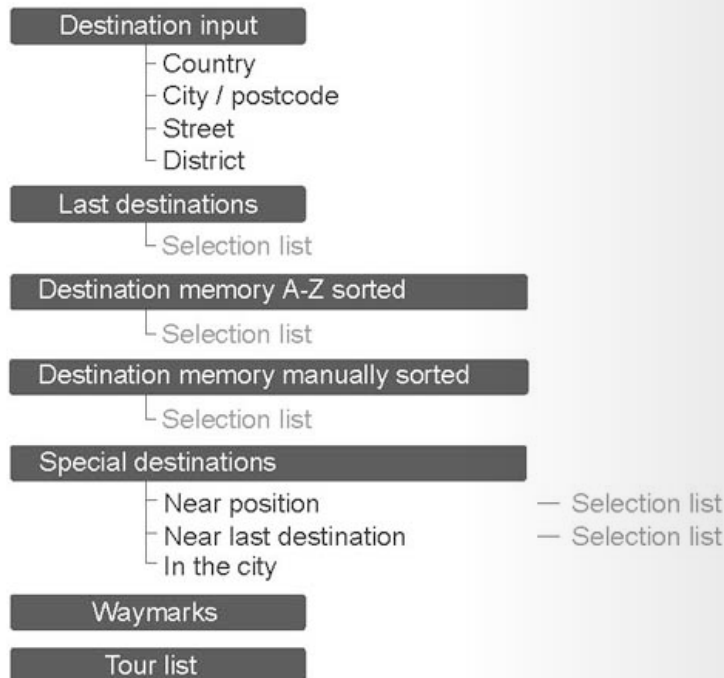 Destination input
Country
City / postcode
Street
District
Last destinations
Selection list
Destination memory A-Z sorted
Selection list
Destination memory manually sorted
Selection list
Special destinations
Near position — Selection list
Near last destination — Selection list
In the city
Waymarks
Tour list